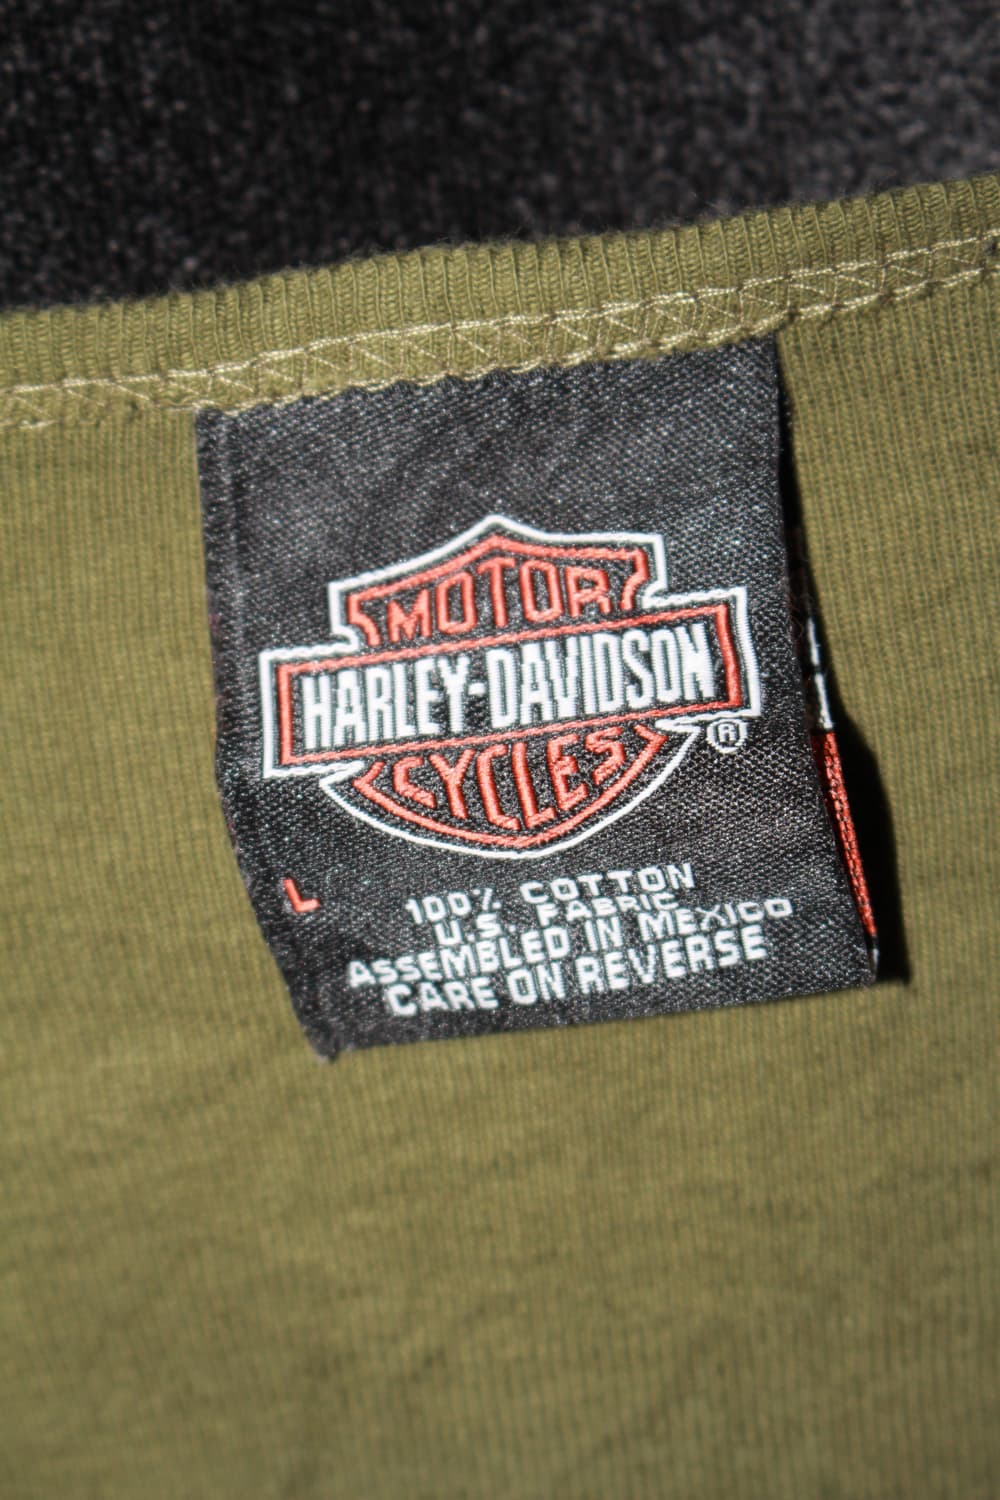 MOTOR
HARLEY-DAVIDSON
CYCLES
®
L
100% COTTON
U.S. FABRIC
ASSEMBLED IN MEXICO
CARE ON REVERSE